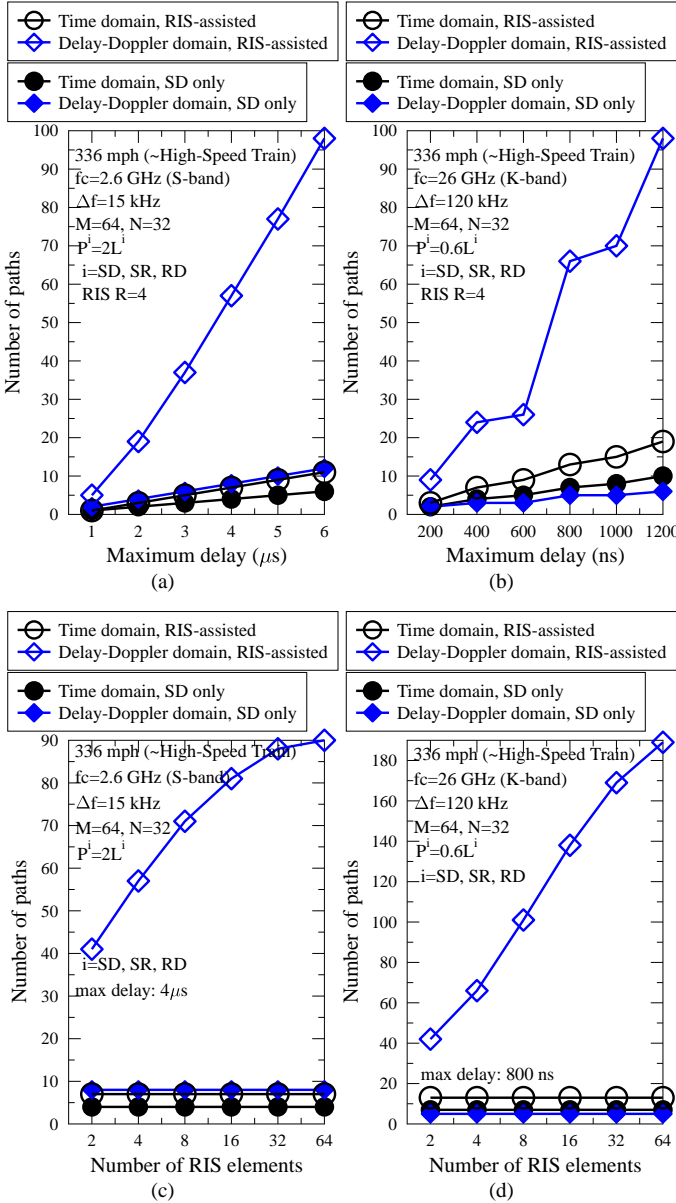 Time domain, RIS-assisted
Delay-Doppler domain, RIS-assisted
Time domain, SD only
Delay-Doppler domain, SD only
336 mph (~High-Speed Train)
fc=2.6 GHz (S-band)
Δf=15 kHz
M=64, N=32
P^i=2L^i
i=SD, SR, RD
RIS R=4
Number of paths
100
90
80
70
60
50
40
30
20
10
0
1 2 3 4 5 6
Maximum delay (μs)
(a)
Time domain, RIS-assisted
Delay-Doppler domain, RIS-assisted
Time domain, SD only
Delay-Doppler domain, SD only
336 mph (~High-Speed Train)
fc=26 GHz (K-band)
Δf=120 kHz
M=64, N=32
P^i=0.6L^i
i=SD, SR, RD
RIS R=4
Number of paths
100
90
80
70
60
50
40
30
20
10
0
200 400 600 800 1000 1200
Maximum delay (ns)
(b)
Time domain, RIS-assisted
Delay-Doppler domain, RIS-assisted
Time domain, SD only
Delay-Doppler domain, SD only
336 mph (~High-Speed Train)
fc=2.6 GHz (S-band)
Δf=15 kHz
M=64, N=32
P^i=2L^i
i=SD, SR, RD
max delay: 4μs
Number of paths
90
80
70
60
50
40
30
20
10
0
2 4 8 16 32 64
Number of RIS elements
(c)
Time domain, RIS-assisted
Delay-Doppler domain, RIS-assisted
Time domain, SD only
Delay-Doppler domain, SD only
336 mph (~High-Speed Train)
fc=26 GHz (K-band)
Δf=120 kHz
M=64, N=32
P^i=0.6L^i
i=SD, SR, RD
max delay: 800 ns
Number of paths
180
160
140
120
100
80
60
40
20
0
2 4 8 16 32 64
Number of RIS elements
(d)